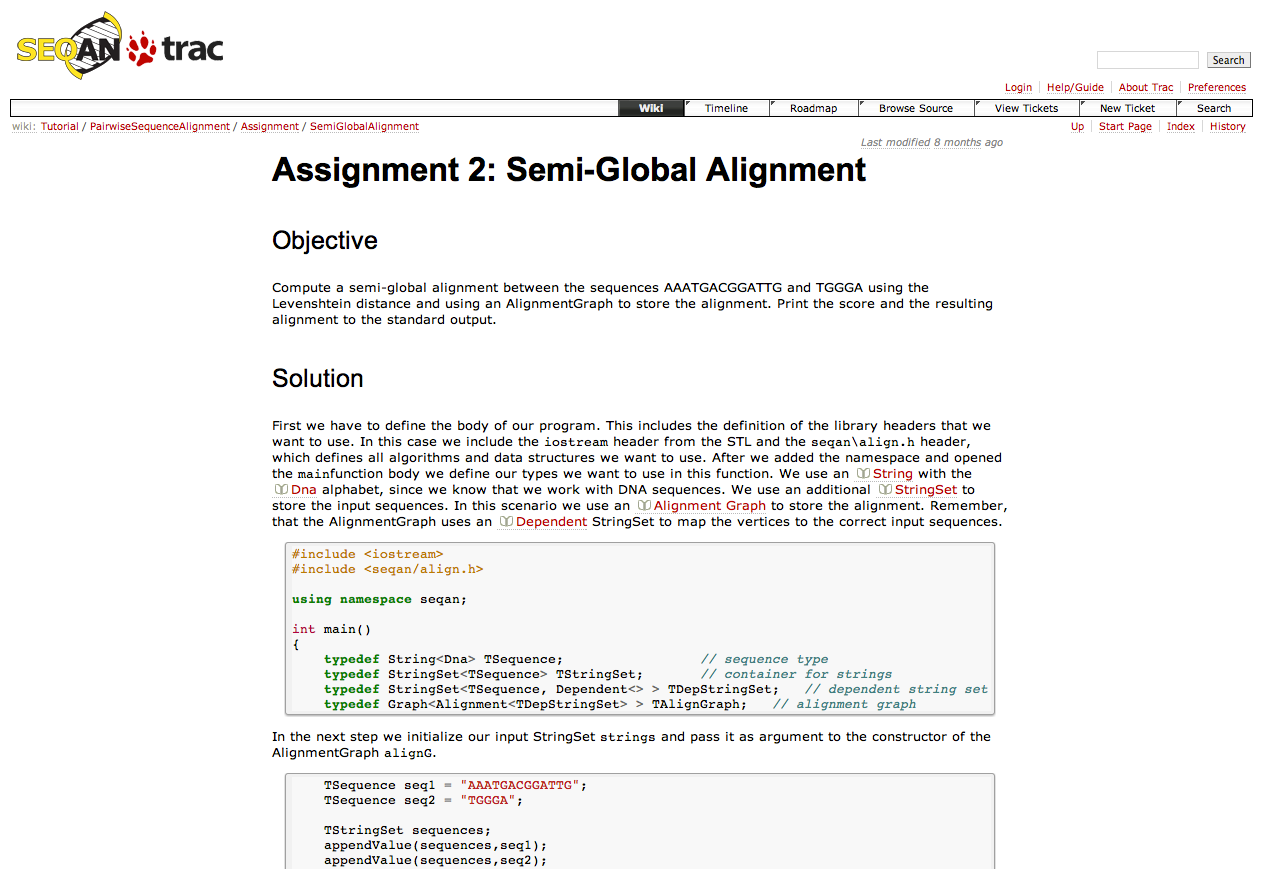 SEQAN trac
Search
Login Help/Guide About Trac Preferences
Wiki Timeline Roadmap Browse Source View Tickets New Ticket Search
wiki: Tutorial / PairwiseSequenceAlignment / Assignment / SemiGlobalAlignment
Up Start Page Index History
Last modified 8 months ago
Assignment 2: Semi-Global Alignment
Objective
Compute a semi-global alignment between the sequences AAATGACGGATTG and TGGGA using the
Levenshtein distance and using an AlignmentGraph to store the alignment. Print the score and the resulting
alignment to the standard output.
Solution
First we have to define the body of our program. This includes the definition of the library headers that we
want to use. In this case we include the iostream header from the STL and the seqan\align.h header,
which defines all algorithms and data structures we want to use. After we added the namespace and opened
the mainfunction body we define our types we want to use in this function. We use an String with the
Dna alphabet, since we know that we work with DNA sequences. We use an additional StringSet to
store the input sequences. In this scenario we use an Alignment Graph to store the alignment. Remember,
that the AlignmentGraph uses an Dependent StringSet to map the vertices to the correct input sequences.
#include <iostream>
#include <seqan/align.h>
using namespace seqan;
int main()
{
typedef String<Dna> TSequence; // sequence type
typedef StringSet<TSequence> TStringSet; // container for strings
typedef StringSet<TSequence, Dependent<> > TDepStringSet; // dependent string set
typedef Graph<Alignment<TDepStringSet> > TAlignGraph; // alignment graph
In the next step we initialize our input StringSet strings and pass it as argument to the constructor of the
AlignmentGraph alignG.
TSequence seq1 = "AAATGACGGATTG";
TSequence seq2 = "TGGGA";
TStringSet sequences;
appendValue(sequences,seq1);
appendValue(sequences,seq2);